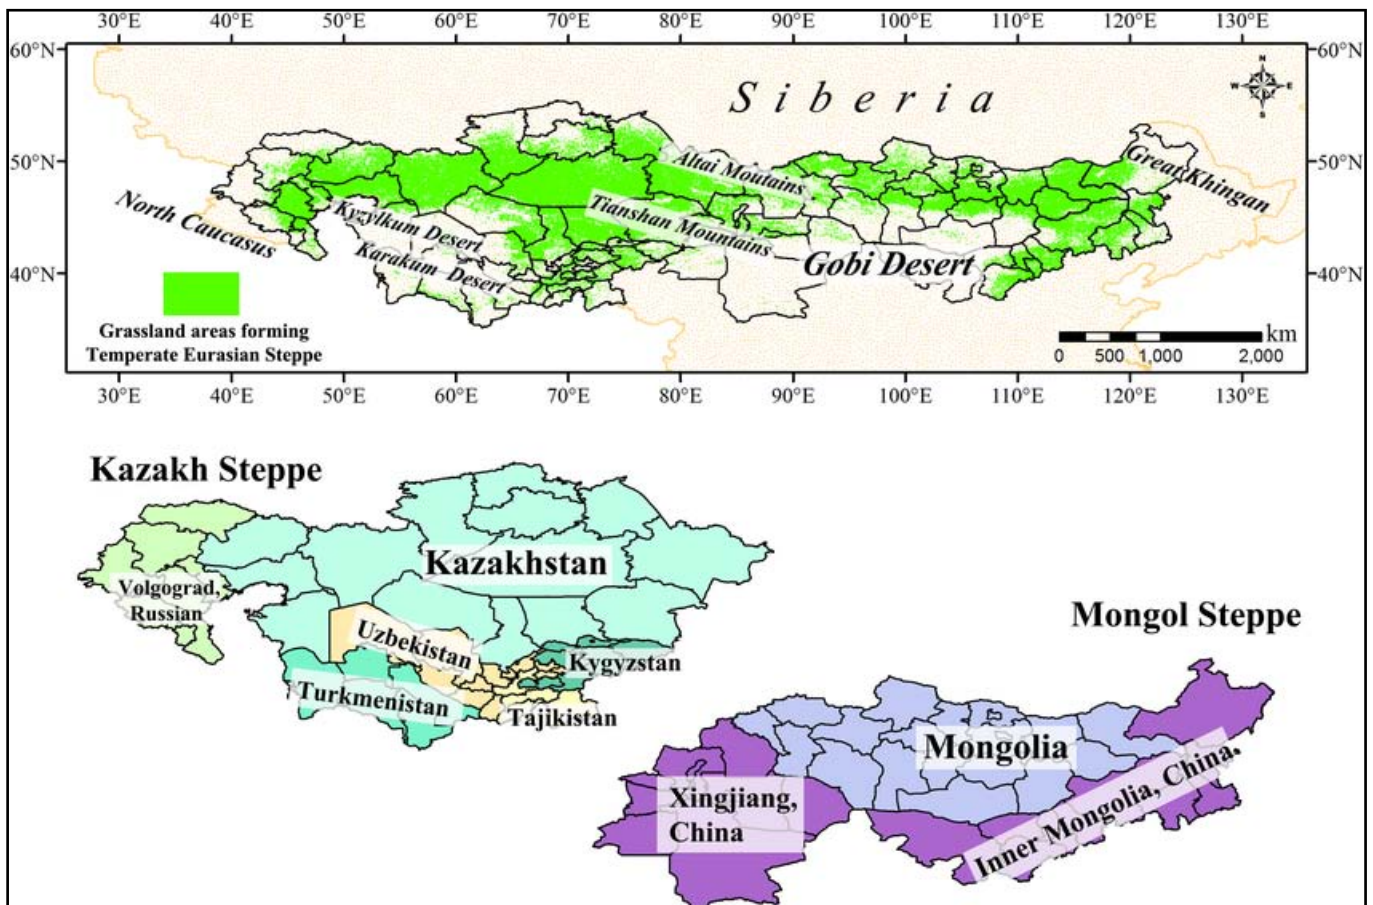 30°E 40°E 50°E 60°E 70°E 80°E 90°E 100°E 110°E 120°E 130°E
60°N 60°N
N
W E
S
Siberia
50°N 50°N
Altai Moutains
Great Khingan
North Caucasus
Kyzylkum Desert
Tianshan Mountains
Karakum Desert
Gobi Desert
40°N 40°N
Grassland areas forming
Temperate Eurasian Steppe
km
0 500 1,000 2,000
30°E 40°E 50°E 60°E 70°E 80°E 90°E 100°E 110°E 120°E 130°E
Kazakh Steppe
Kazakhstan
Volgograd,
Russian
Uzbekistan
Kygyzstan
Turkmenistan
Tajikistan
Mongol Steppe
Mongolia
Xingjiang,
China
Inner Mongolia, China,